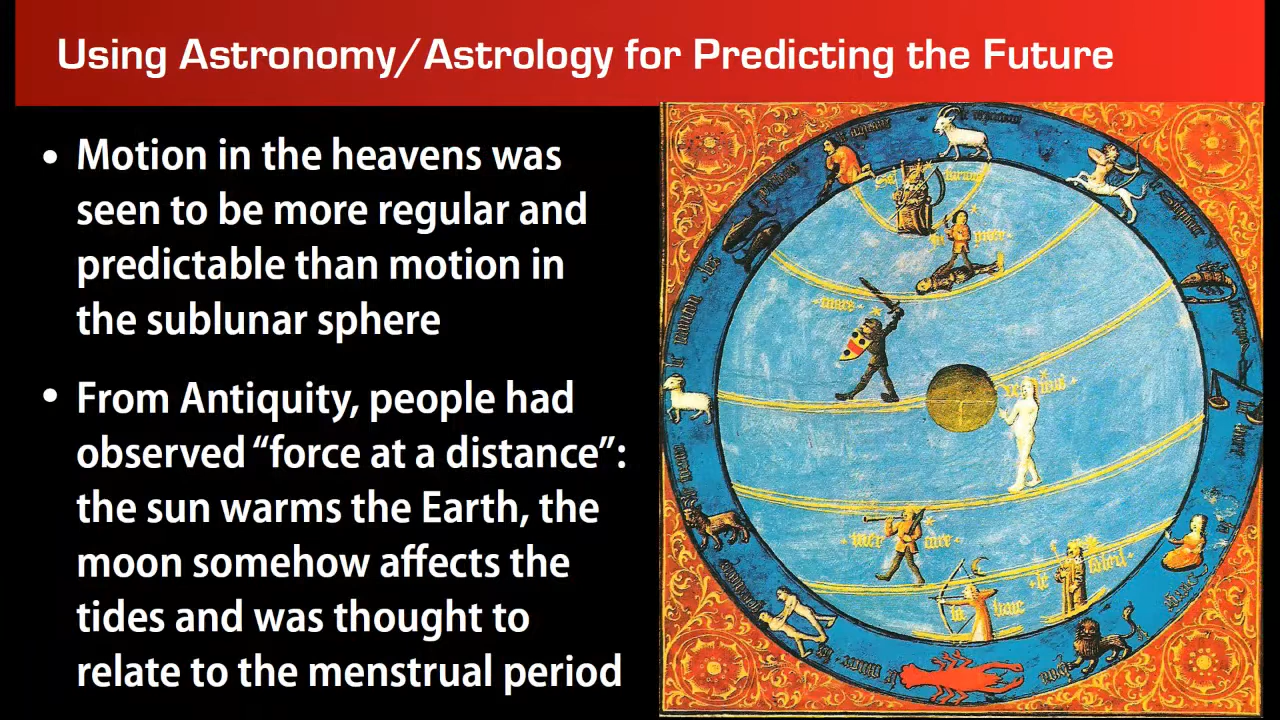 Using Astronomy/Astrology for Predicting the Future
• Motion in the heavens was
seen to be more regular and
predictable than motion in
the sublunar sphere
• From Antiquity, people had
observed “force at a distance”:
the sun warms the Earth, the
moon somehow affects the
tides and was thought to
relate to the menstrual period
mars